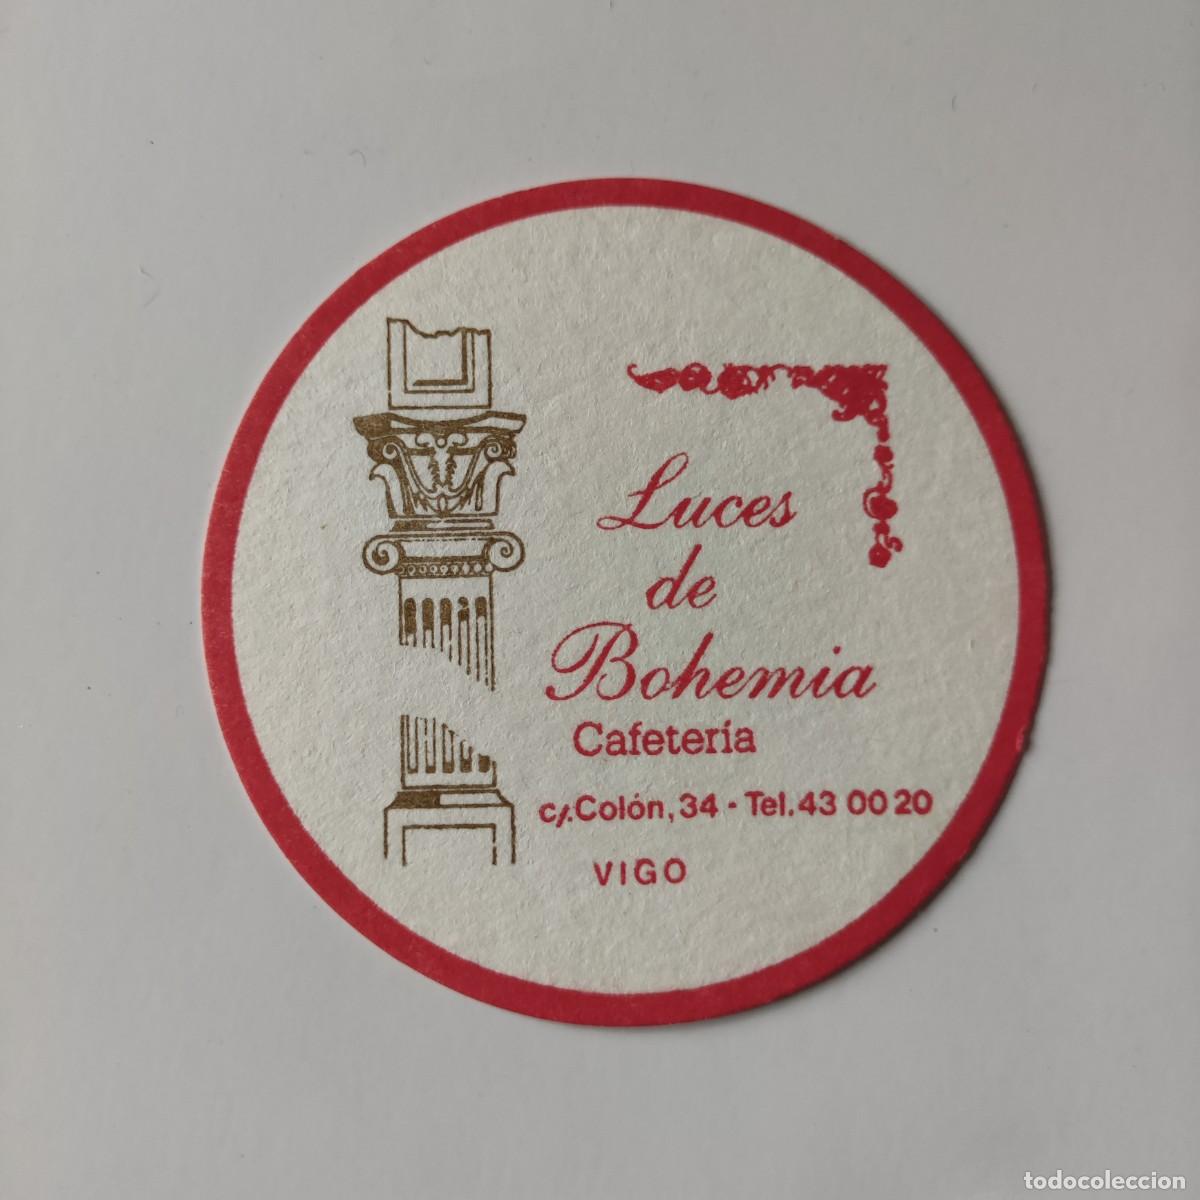 Luces
de
Bohemia
Cafetería
c/.Colón, 34 - Tel. 43 00 20
VIGO
todocoleccion